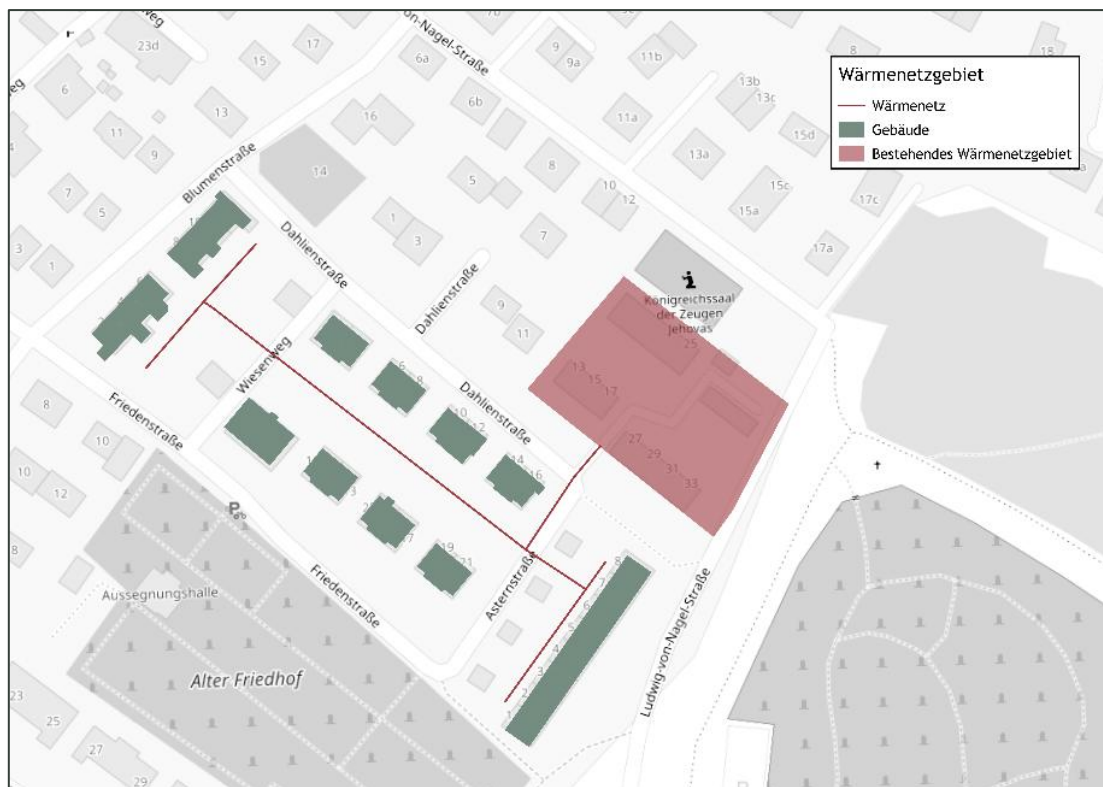 Wärmenetzgebiet
Wärmenetz
Gebäude
Bestehendes Wärmenetzgebiet
weg
von-Nagel-Straße
23d
17
15
6a
9
9a
11b
8
18
6
13
11
9
16
6b
11a
13b
13c
15d
13a
Blumenstraße
14
8
7
5
5
10
12
15c
15a
17c
3
1
1
3
7
17a
Dahlienstraße
Dahlienstraße
9
11
Königreichssaal
der Zeugen
Jehovas
25
Wiesenweg
6
8
Dahlienstraße
13
15
17
10
12
14
16
27
29
31
33
8
10
12
10
Friedenstraße
19
21
8
Aussegnungshalle
Friedenstraße
Asternstraße
8
7
6
5
4
3
2
1
Ludwig-von-Nagel-Straße
Alter Friedhof
23
25
27
29